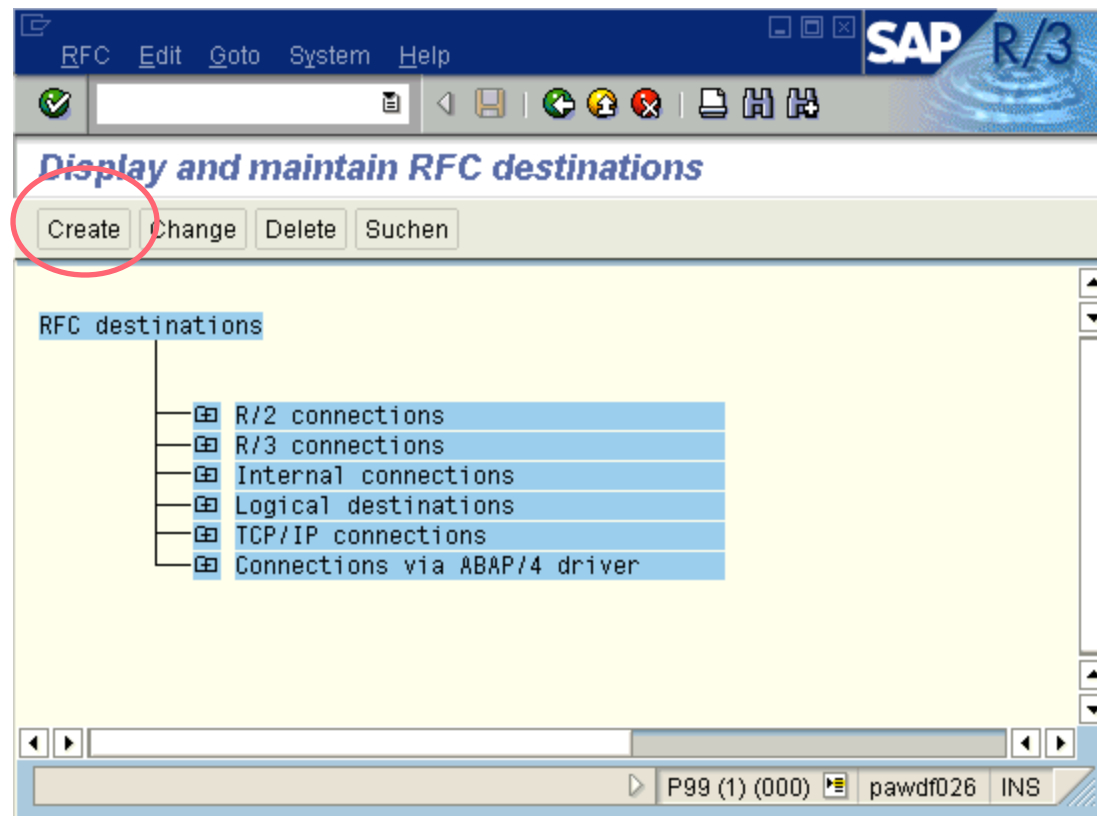 RFC Edit Goto System Help
SAP R/3
Display and maintain RFC destinations
Create Change Delete Suchen
RFC destinations
R/2 connections
R/3 connections
Internal connections
Logical destinations
TCP/IP connections
Connections via ABAP/4 driver
P99 (1) (000) pawdf026 INS